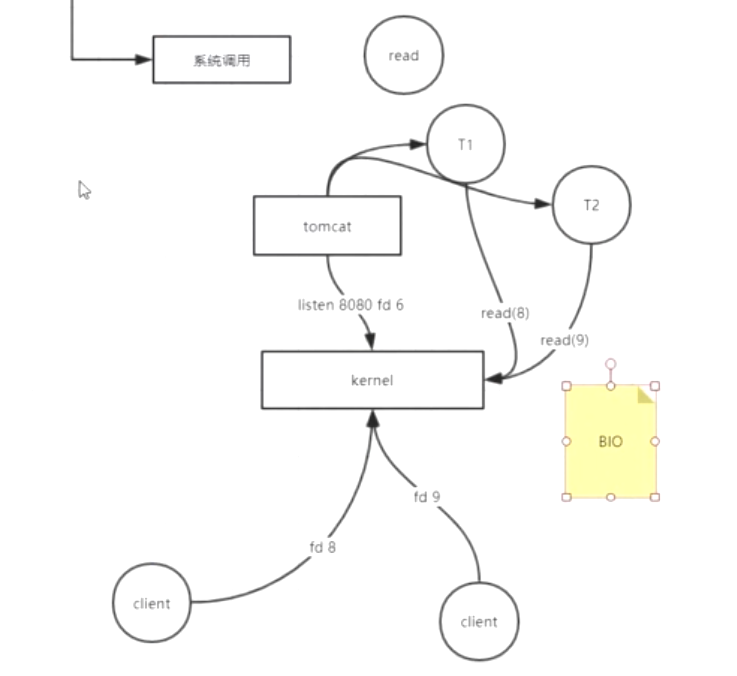 系统调用
read
T1
T2
tomcat
listen 8080 fd 6
read(8)
read(9)
kernel
BIO
fd 9
fd 8
client
client